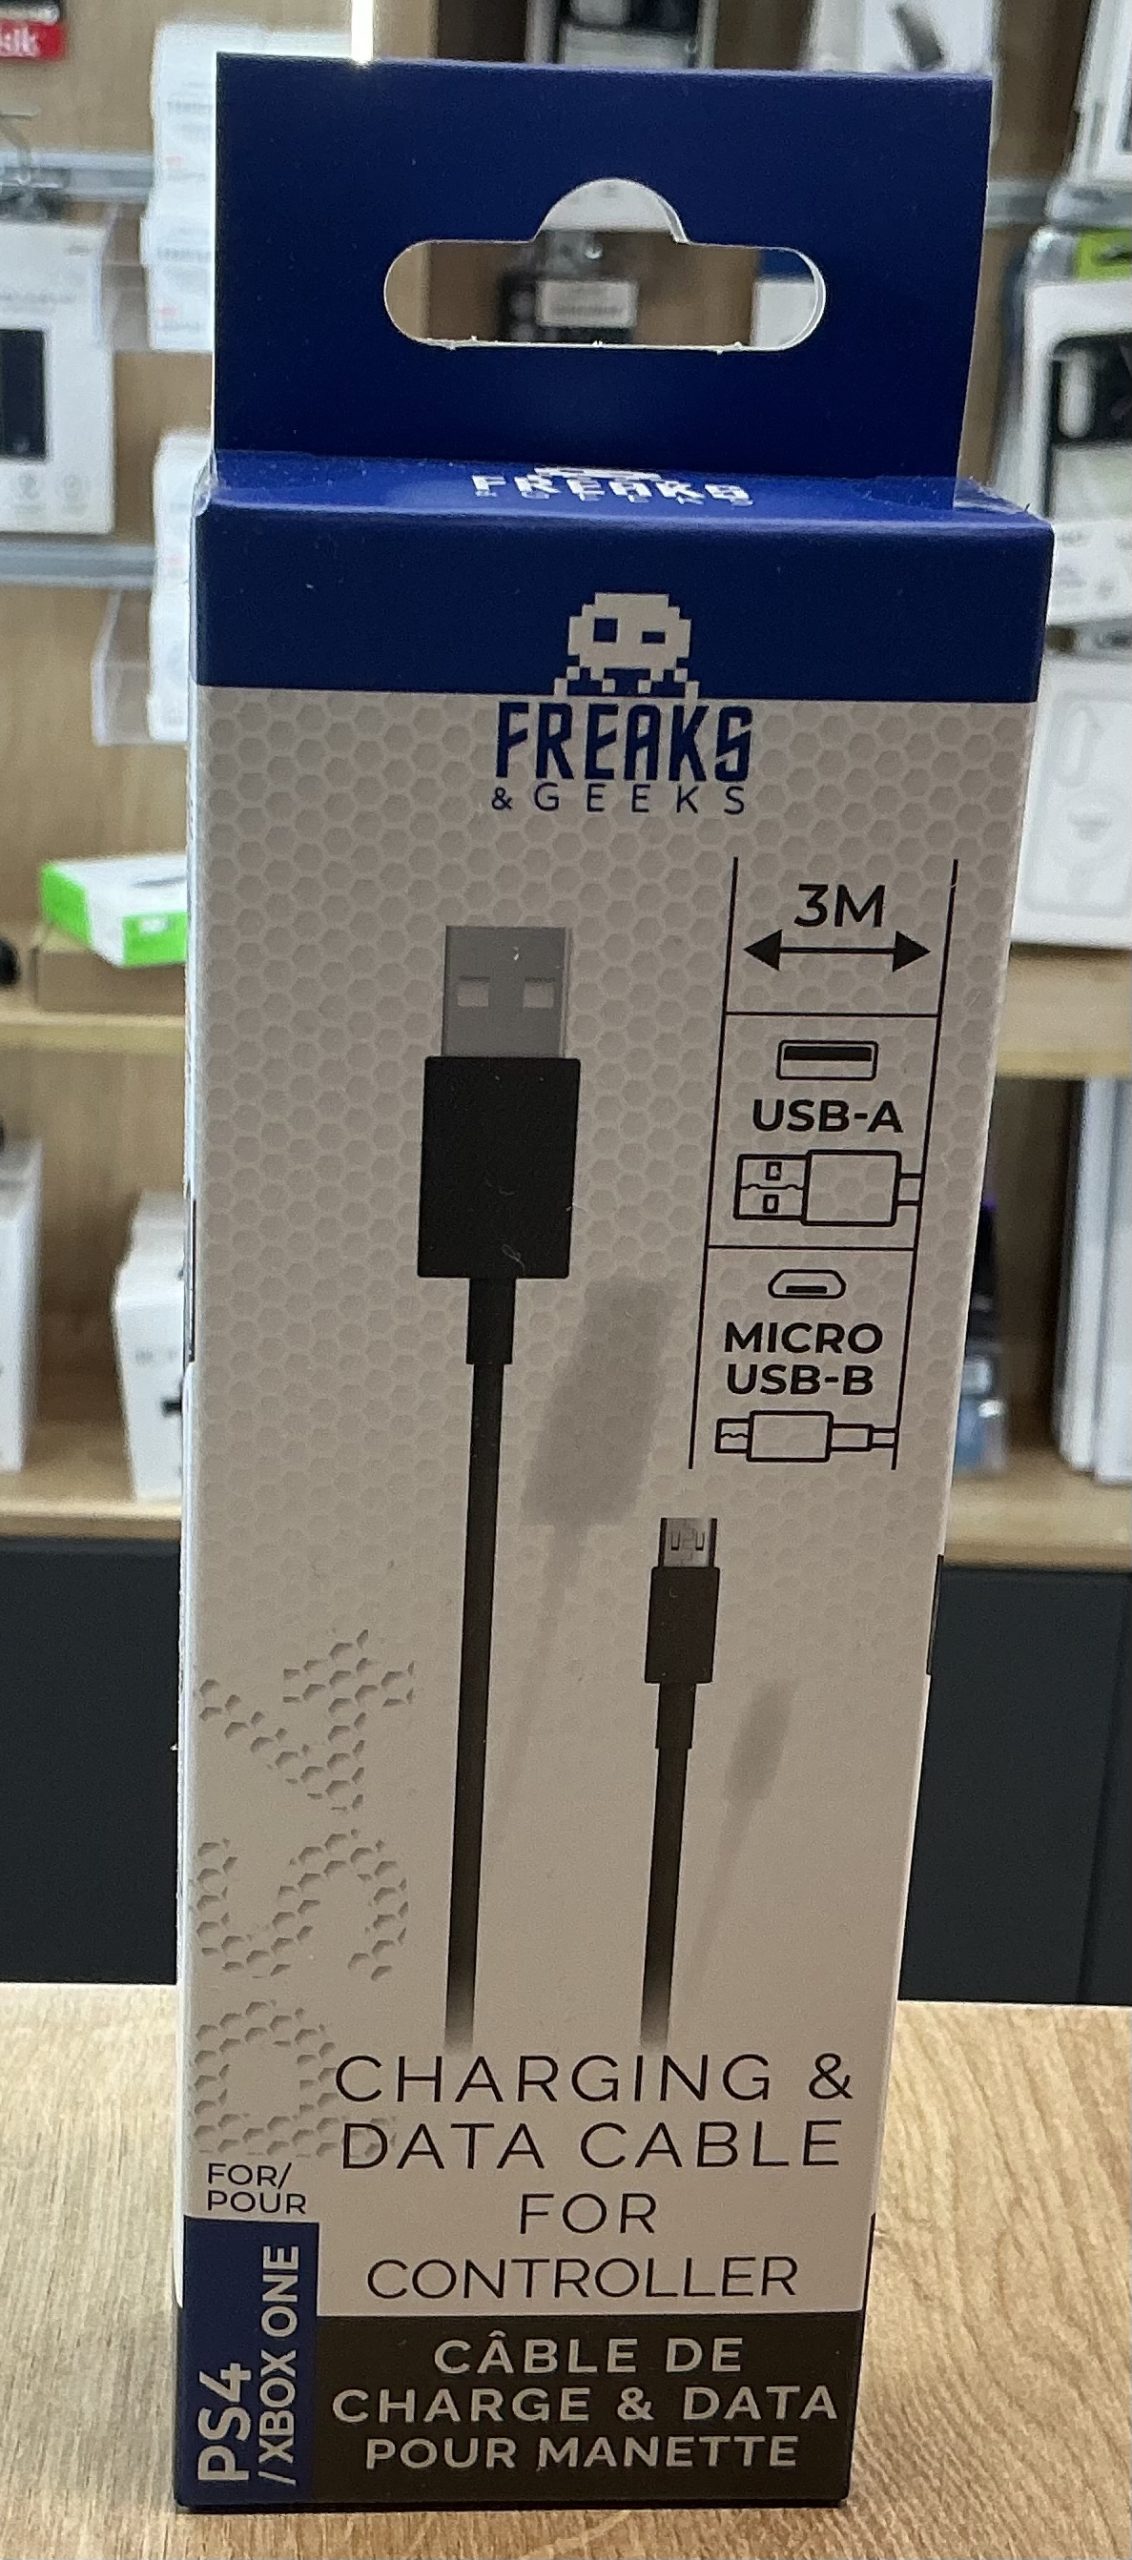 FREAKS
& GEEKS
FREAKS
& GEEKS
3M
USB-A
MICRO
USB-B
PS4
CHARGING &
DATA CABLE
FOR
CONTROLLER
FOR/
POUR
PS4
/XBOX ONE
CÂBLE DE
CHARGE & DATA
POUR MANETTE